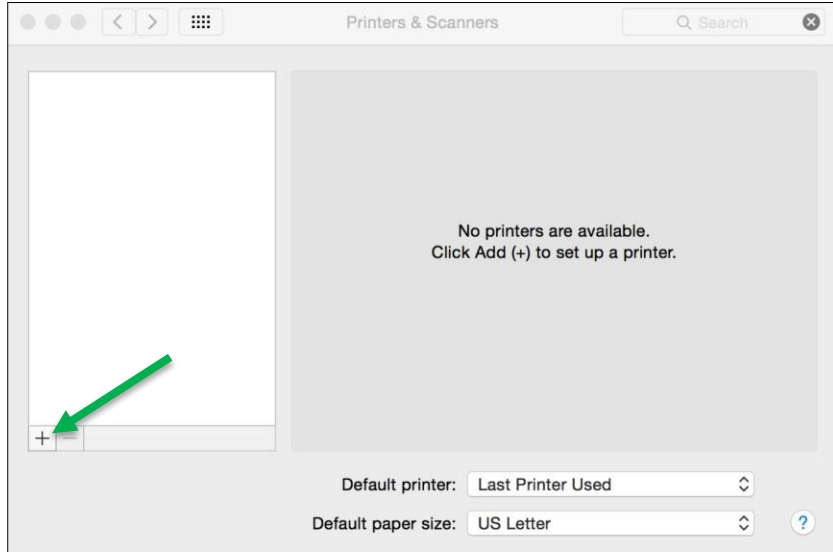 Printers & Scanners
Search
No printers are available.
Click Add (+) to set up a printer.
+ −
Default printer: Last Printer Used
Default paper size: US Letter
?